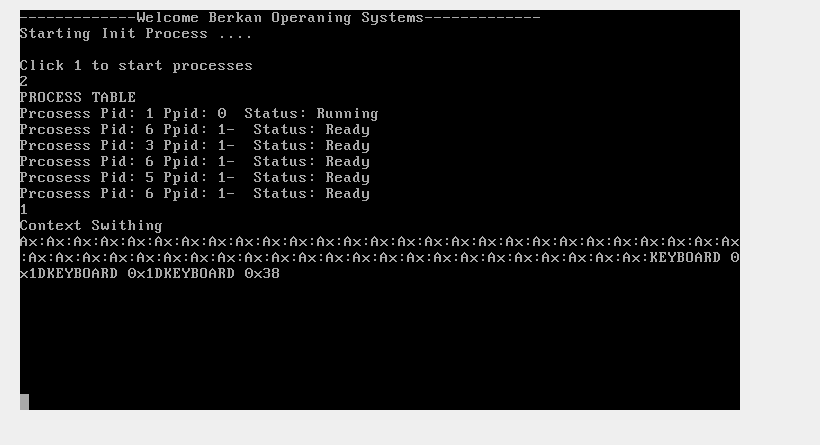 -------------Welcome Berkan Operaning Systems-------------
Starting Init Process ....
Click 1 to start processes
2
PROCESS TABLE
Prcosess Pid: 1 Ppid: 0  Status: Running
Prcosess Pid: 6 Ppid: 1-  Status: Ready
Prcosess Pid: 3 Ppid: 1-  Status: Ready
Prcosess Pid: 6 Ppid: 1-  Status: Ready
Prcosess Pid: 5 Ppid: 1-  Status: Ready
Prcosess Pid: 6 Ppid: 1-  Status: Ready
1
Context Swithing
Ax:Ax:Ax:Ax:Ax:Ax:Ax:Ax:Ax:Ax:Ax:Ax:Ax:Ax:Ax:Ax:Ax:Ax:Ax:Ax:Ax:Ax:Ax:Ax:Ax:Ax:Ax
:Ax:Ax:Ax:Ax:Ax:Ax:Ax:Ax:Ax:Ax:Ax:Ax:Ax:Ax:Ax:Ax:Ax:Ax:Ax:Ax:Ax:Ax:Ax:KEYBOARD 0
x1DKEYBOARD 0x1DKEYBOARD 0x38